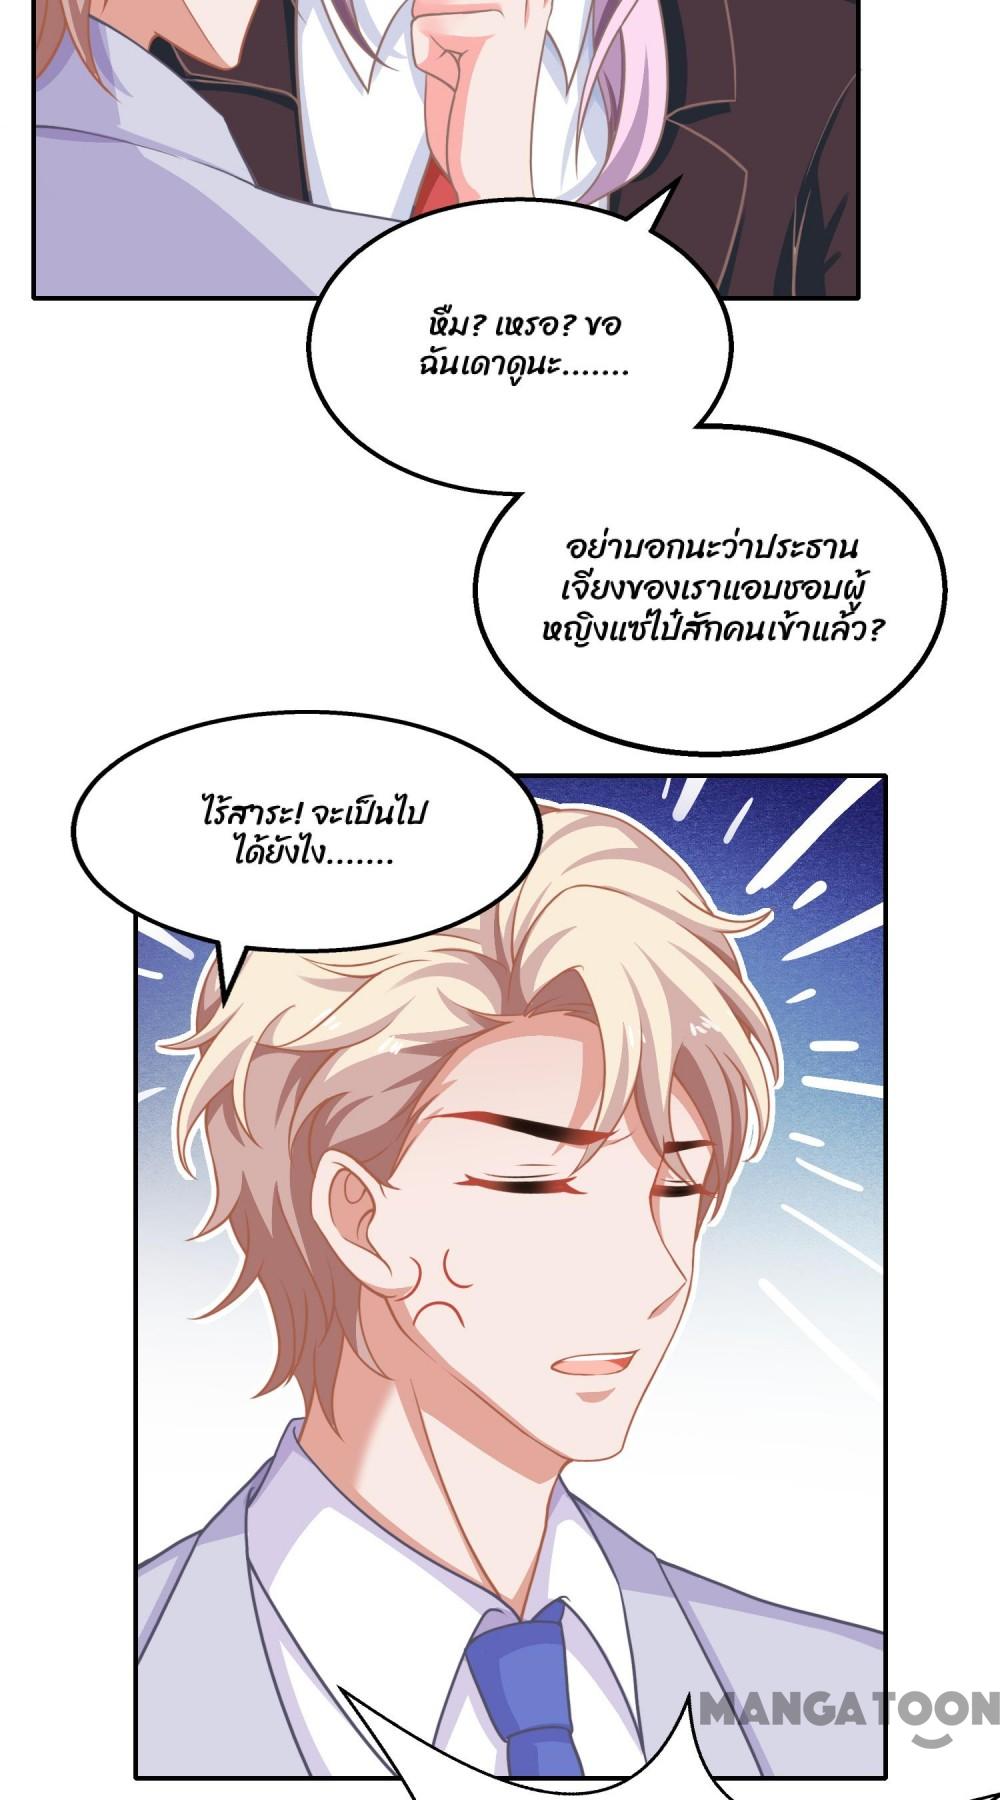 หืม? เหรอ? ขอ
ฉันเดาดูนะ.......
อย่าบอกนะว่าประธาน
เจียงของเราแอบชอบผู้
หญิงแซ่ไป๋สักคนเข้าแล้ว?
ไร้สาระ! จะเป็นไป
ได้ยังไง.......
MANGATOON